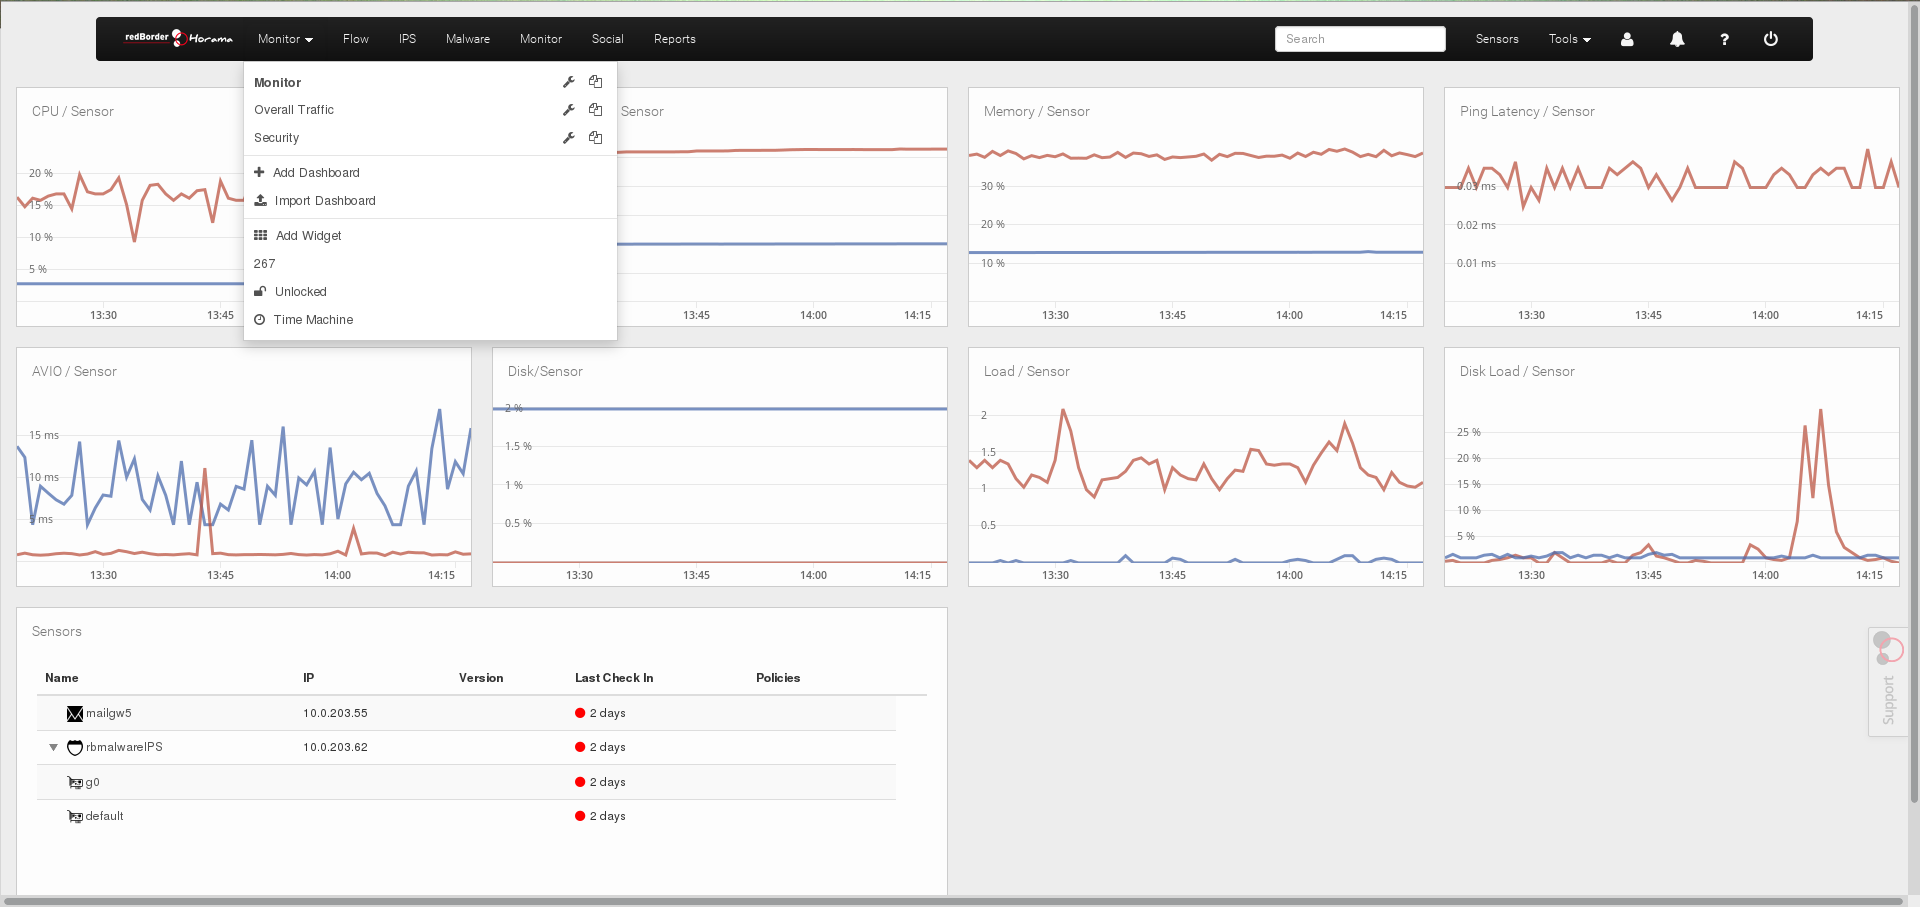 redBorder Horama Monitor Flow IPS Malware Monitor Social Reports Search Sensors Tools ?
Monitor
Overall Traffic
Security
Add Dashboard
Import Dashboard
Add Widget
267
Unlocked
Time Machine
CPU / Sensor
20 %
15 %
10 %
5 %
13:30 13:45
Sensor
13:45 14:00 14:15
Memory / Sensor
30 %
20 %
10 %
13:30 13:45 14:00 14:15
Ping Latency / Sensor
0.03 ms
0.02 ms
0.01 ms
13:30 13:45 14:00 14:15
AVIO / Sensor
15 ms
10 ms
5 ms
13:30 13:45 14:00 14:15
Disk/Sensor
2 %
1.5 %
1 %
0.5 %
13:30 13:45 14:00 14:15
Load / Sensor
2
1.5
1
0.5
13:30 13:45 14:00 14:15
Disk Load / Sensor
25 %
20 %
15 %
10 %
5 %
13:30 13:45 14:00 14:15
Sensors
Name IP Version Last Check In Policies
mailgw5 10.0.203.55 2 days
rbmalwareIPS 10.0.203.62 2 days
g0 2 days
default 2 days
Support